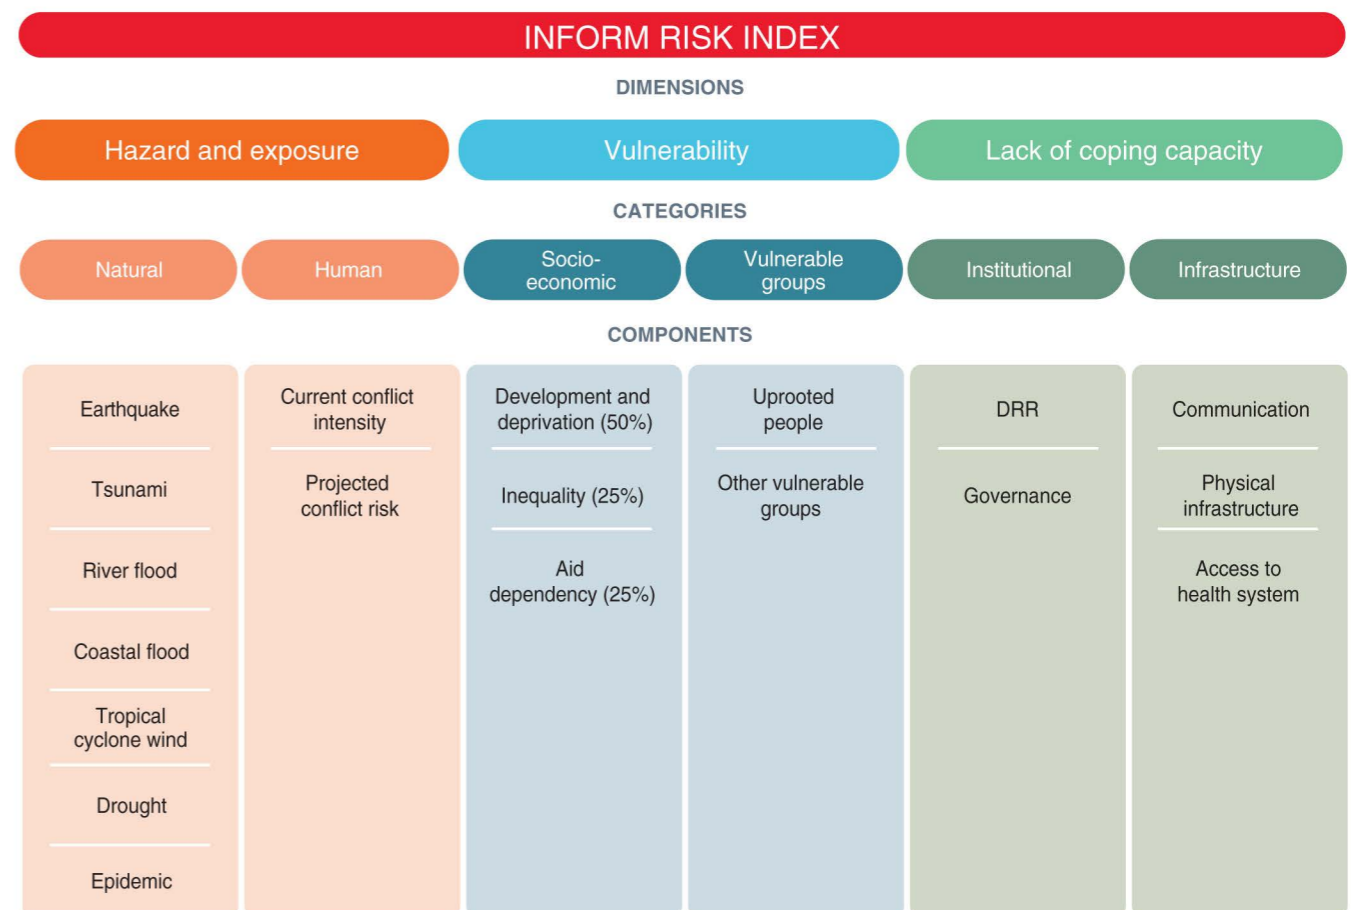 INFORM RISK INDEX
DIMENSIONS
Hazard and exposure
Vulnerability
Lack of coping capacity
CATEGORIES
Natural
Human
Socio-
economic
Vulnerable
groups
Institutional
Infrastructure
COMPONENTS
Earthquake
Tsunami
River flood
Coastal flood
Tropical
cyclone wind
Drought
Epidemic
Current conflict
intensity
Projected
conflict risk
Development and
deprivation (50%)
Inequality (25%)
Aid
dependency (25%)
Uprooted
people
Other vulnerable
groups
DRR
Governance
Communication
Physical
infrastructure
Access to
health system